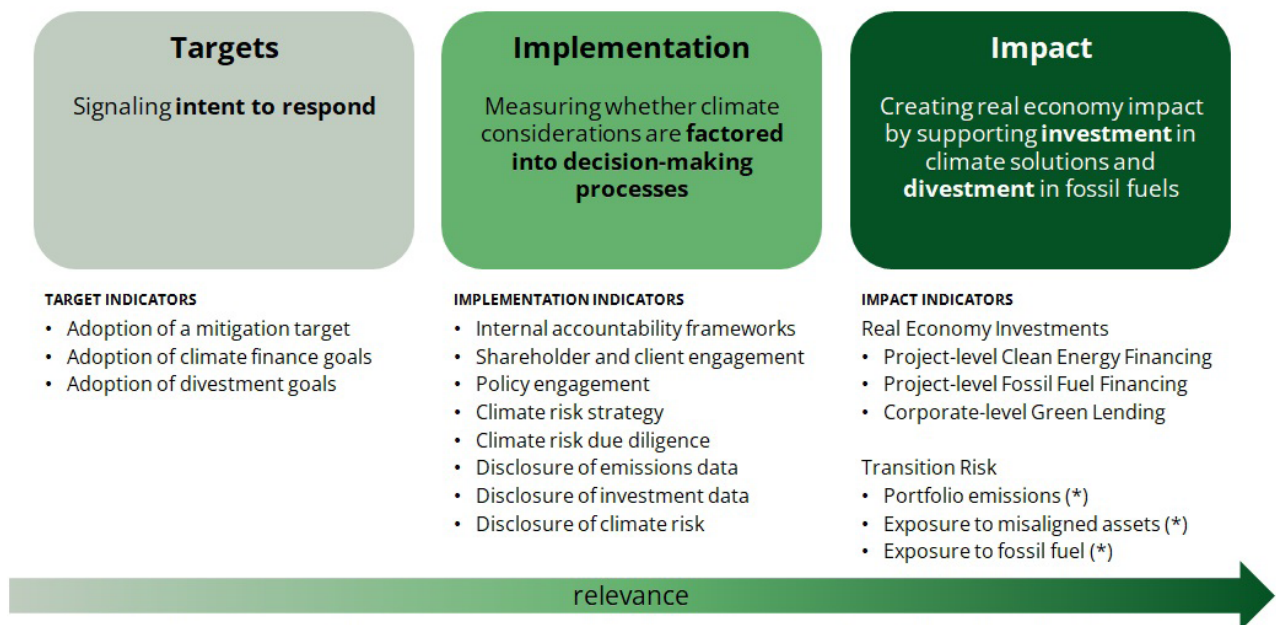 Targets
Signaling intent to respond
Implementation
Measuring whether climate
considerations are factored
into decision-making
processes
Impact
Creating real economy impact
by supporting investment in
climate solutions and
divestment in fossil fuels
TARGET INDICATORS
• Adoption of a mitigation target
• Adoption of climate finance goals
• Adoption of divestment goals
IMPLEMENTATION INDICATORS
• Internal accountability frameworks
• Shareholder and client engagement
• Policy engagement
• Climate risk strategy
• Climate risk due diligence
• Disclosure of emissions data
• Disclosure of investment data
• Disclosure of climate risk
IMPACT INDICATORS
Real Economy Investments
• Project-level Clean Energy Financing
• Project-level Fossil Fuel Financing
• Corporate-level Green Lending
Transition Risk
• Portfolio emissions (*)
• Exposure to misaligned assets (*)
• Exposure to fossil fuel (*)
relevance